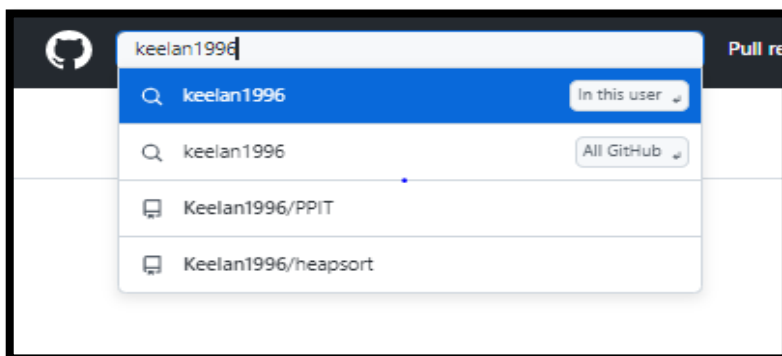 keelan1996 Pull re
keelan1996 In this user
keelan1996 All GitHub
Keelan1996/PPIT
Keelan1996/heapsort